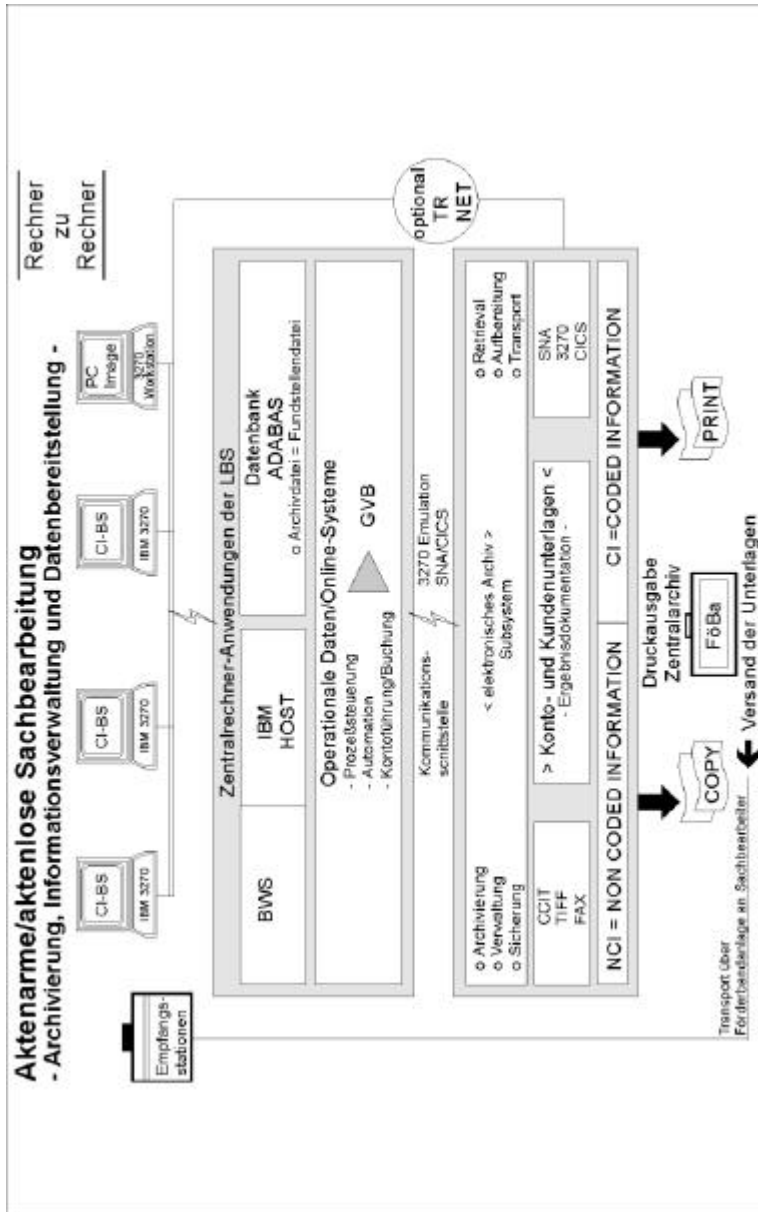 Aktenarme/aktenlose Sachbearbeitung
- Archivierung, Informationsverwaltung und Datenbereitstellung -
Rechner
zu
Rechner
CI-BS
IBM 3270
CI-BS
IBM 3270
CI-BS
IBM 3270
PC
Image
3270
Workstation
Empfangs-
stationen
Zentralrechner-Anwendungen der LBS
BWS
IBM
HOST
Datenbank
ADABAS
o Archivdatei = Fundstellendatei
Operationale Daten/Online-Systeme
- Prozeßsteuerung
- Automation
- Kontoführung/Buchung
GVB
optional
TR
NET
Kommunikations-
scnittstelle
3270 Emulation
SNA/CICS
o Archivierung
o Verwaltung
o Sicherung
< elektronisches Archiv >
Subsystem
o Retrieval
o Aufbereitung
o Transport
CCIT
TIFF
FAX
> Konto- und Kundenunterlagen <
- Ergebnisdokumentation -
SNA
3270
CICS
NCI = NON CODED INFORMATION
CI =CODED INFORMATION
Druckausgabe
Zentralarchiv
COPY
FöBa
PRINT
Transport über
Förderbandanlage an Sachbearbeiter
Versand der Unterlagen